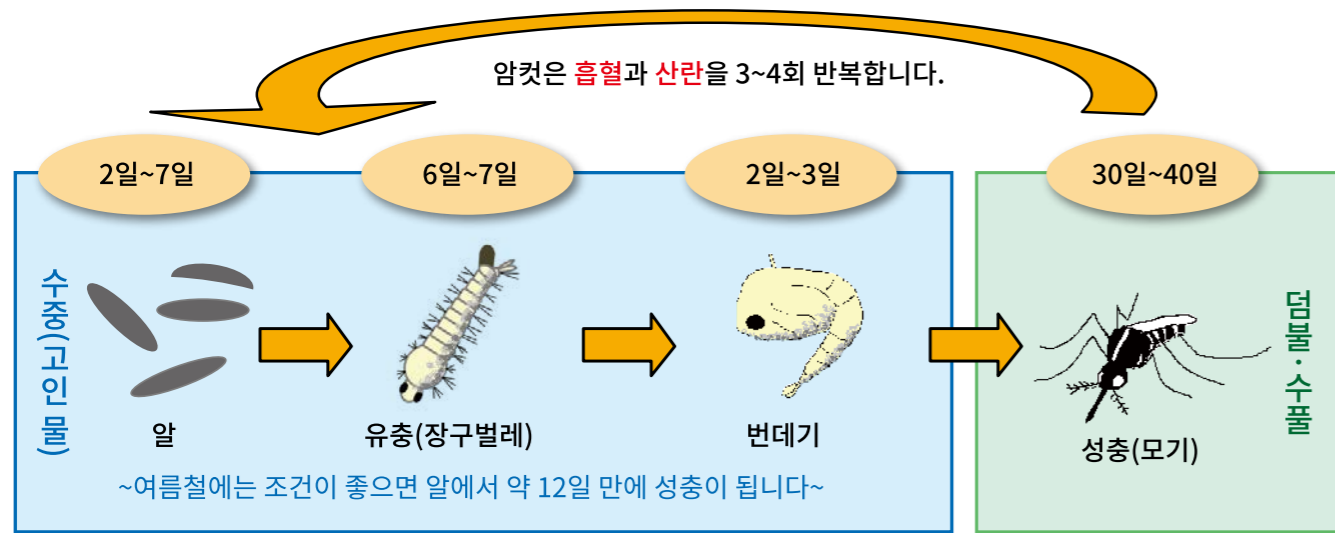 암컷은 흡혈과 산란을 3~4회 반복합니다.
2일~7일
6일~7일
2일~3일
30일~40일
수중(고인 물)
덤불·수풀
알
유충(장구벌레)
번데기
성충(모기)
~여름철에는 조건이 좋으면 알에서 약 12일 만에 성충이 됩니다~